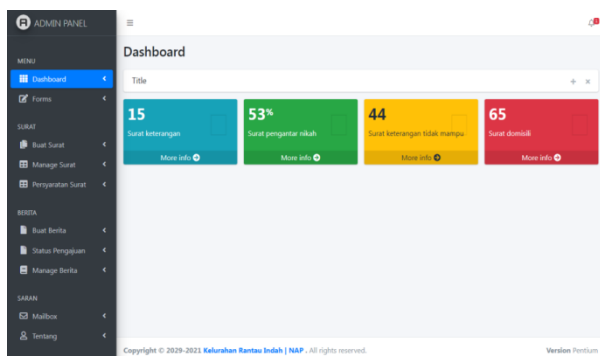 ADMIN PANEL
MENU
Dashboard
Forms
SURAT
Buat Surat
Manage Surat
Persyaratan Surat
BERITA
Buat Berita
Status Pengajuan
Manage Berita
SARAN
Mailbox
Tentang
Dashboard
Title
15
Surat keterangan
More info
53%
Surat pengantar nikah
More info
44
Surat keterangan tidak mampu
More info
65
Surat domisili
More info
Copyright © 2029-2021 Kelurahan Rantau Indah | NAP . All rights reserved.
Version Pentium